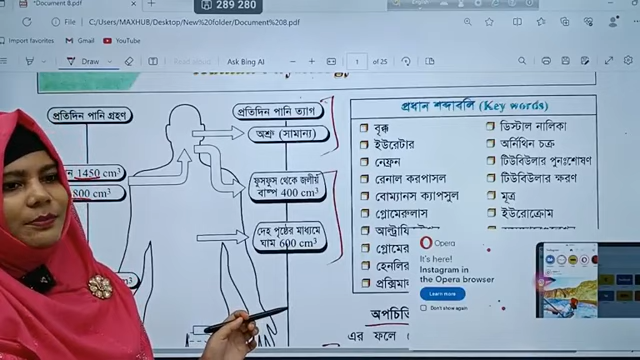 *Document 8.pdf
289 280
File
C:/Users/MAXHUB/Desktop/New%20folder/Document%208.pdf
Import favorites
Gmail
YouTube
Draw
Read aloud
Ask Bing AI
1
of 25
প্রতিদিন পানি গ্রহণ
1450 cm³
800 cm³
প্রতিদিন পানি ত্যাগ
অশ্রু (সামান্য)
ফুসফুস থেকে জলীয়
বাষ্প 400 cm³
দেহ পৃষ্ঠের মাধ্যমে
ঘাম 600 cm³
প্রধান শব্দাবলি (Key words)
বৃক্ক
ইউরেটার
নেফ্রন
রেনাল করপাসল
বোম্যানস ক্যাপসুল
গ্লোমেরুলাস
ডিস্টাল নালিকা
অর্নিথিন চক্র
টিউবিউলার পুনঃশোষণ
টিউবিউলার ক্ষরণ
মূত্র
ইউরোক্রোম
Opera
It's here!
Instagram in
the Opera browser
Learn more
Don't show again
এর ফলে